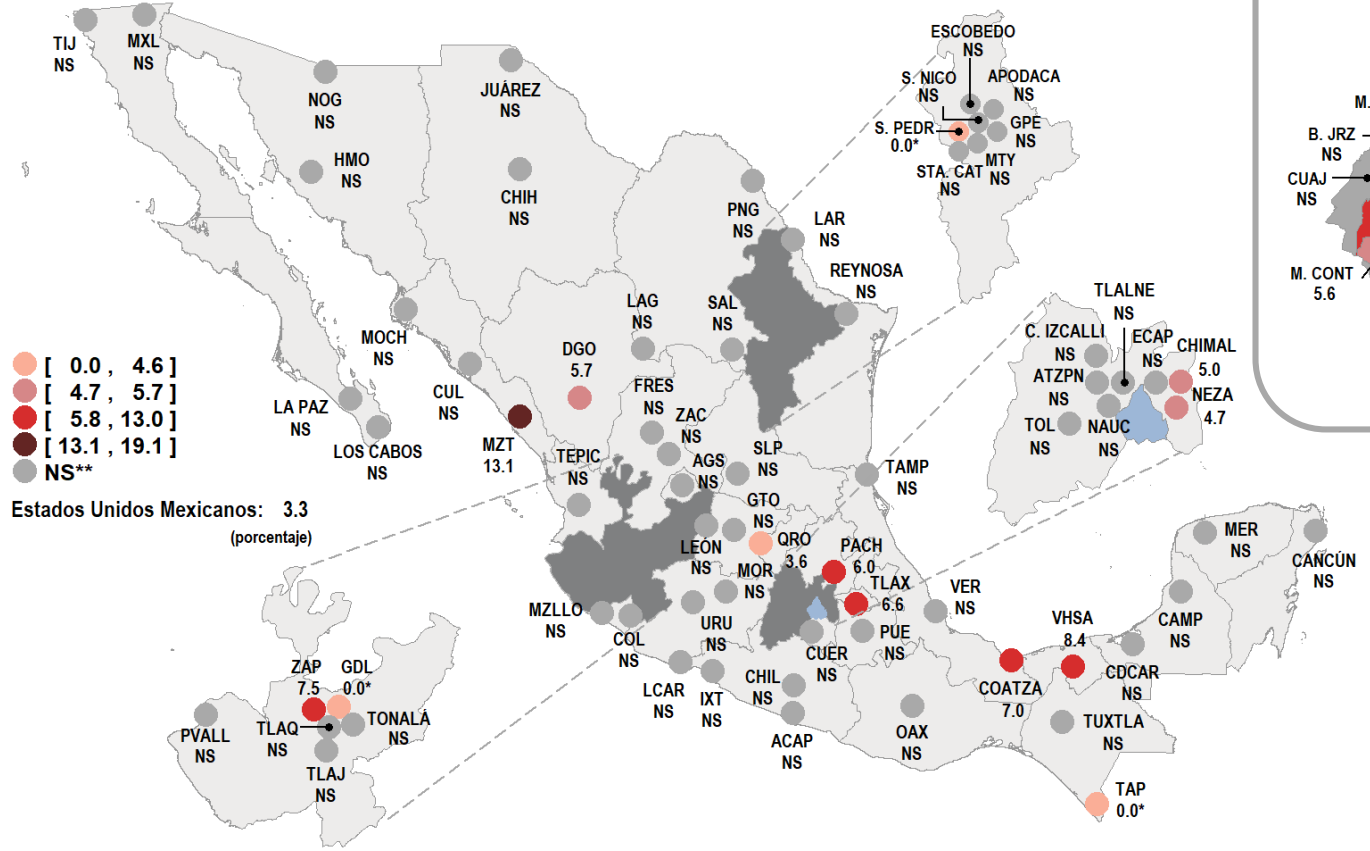 TIJ
NS
MXL
NS
NOG
NS
HMO
NS
JUÁREZ
NS
CHIH
NS
PNG
NS
LAR
NS
REYNOSA
NS
ESCOBEDO
NS
S. NICO
NS
APODACA
NS
S. PEDR
0.0*
GPE
NS
STA. CAT
NS
MTY
NS
M.
B. JRZ
NS
CUAJ
NS
M. CONT
5.6
MOCH
NS
CUL
NS
LAG
NS
SAL
NS
DGO
5.7
FRES
NS
ZAC
NS
LA PAZ
NS
LOS CABOS
NS
MZT
13.1
TEPIC
NS
AGS
NS
SLP
NS
TAMP
NS
TLALNE
NS
C. IZCALLI
NS
ECAP
NS
CHIMAL
5.0
ATZPN
NS
NEZA
4.7
TOL
NS
NAUC
NS
[ 0.0 , 4.6 ]
[ 4.7 , 5.7 ]
[ 5.8 , 13.0 ]
[ 13.1 , 19.1 ]
NS**
Estados Unidos Mexicanos: 3.3
(porcentaje)
GTO
NS
LEÓN
NS
QRO
3.6
PACH
6.0
MOR
NS
TLAX
6.6
VER
NS
MER
NS
CANCÚN
NS
CAMP
NS
MZLLO
NS
COL
NS
URU
NS
CUER
NS
PUE
NS
VHSA
8.4
CDCAR
NS
COATZA
7.0
LCAR
NS
IXT
NS
CHIL
NS
ACAP
NS
OAX
NS
TUXTLA
NS
TAP
0.0*
ZAP
7.5
GDL
0.0*
PVALL
NS
TLAQ
NS
TONALÁ
NS
TLAJ
NS